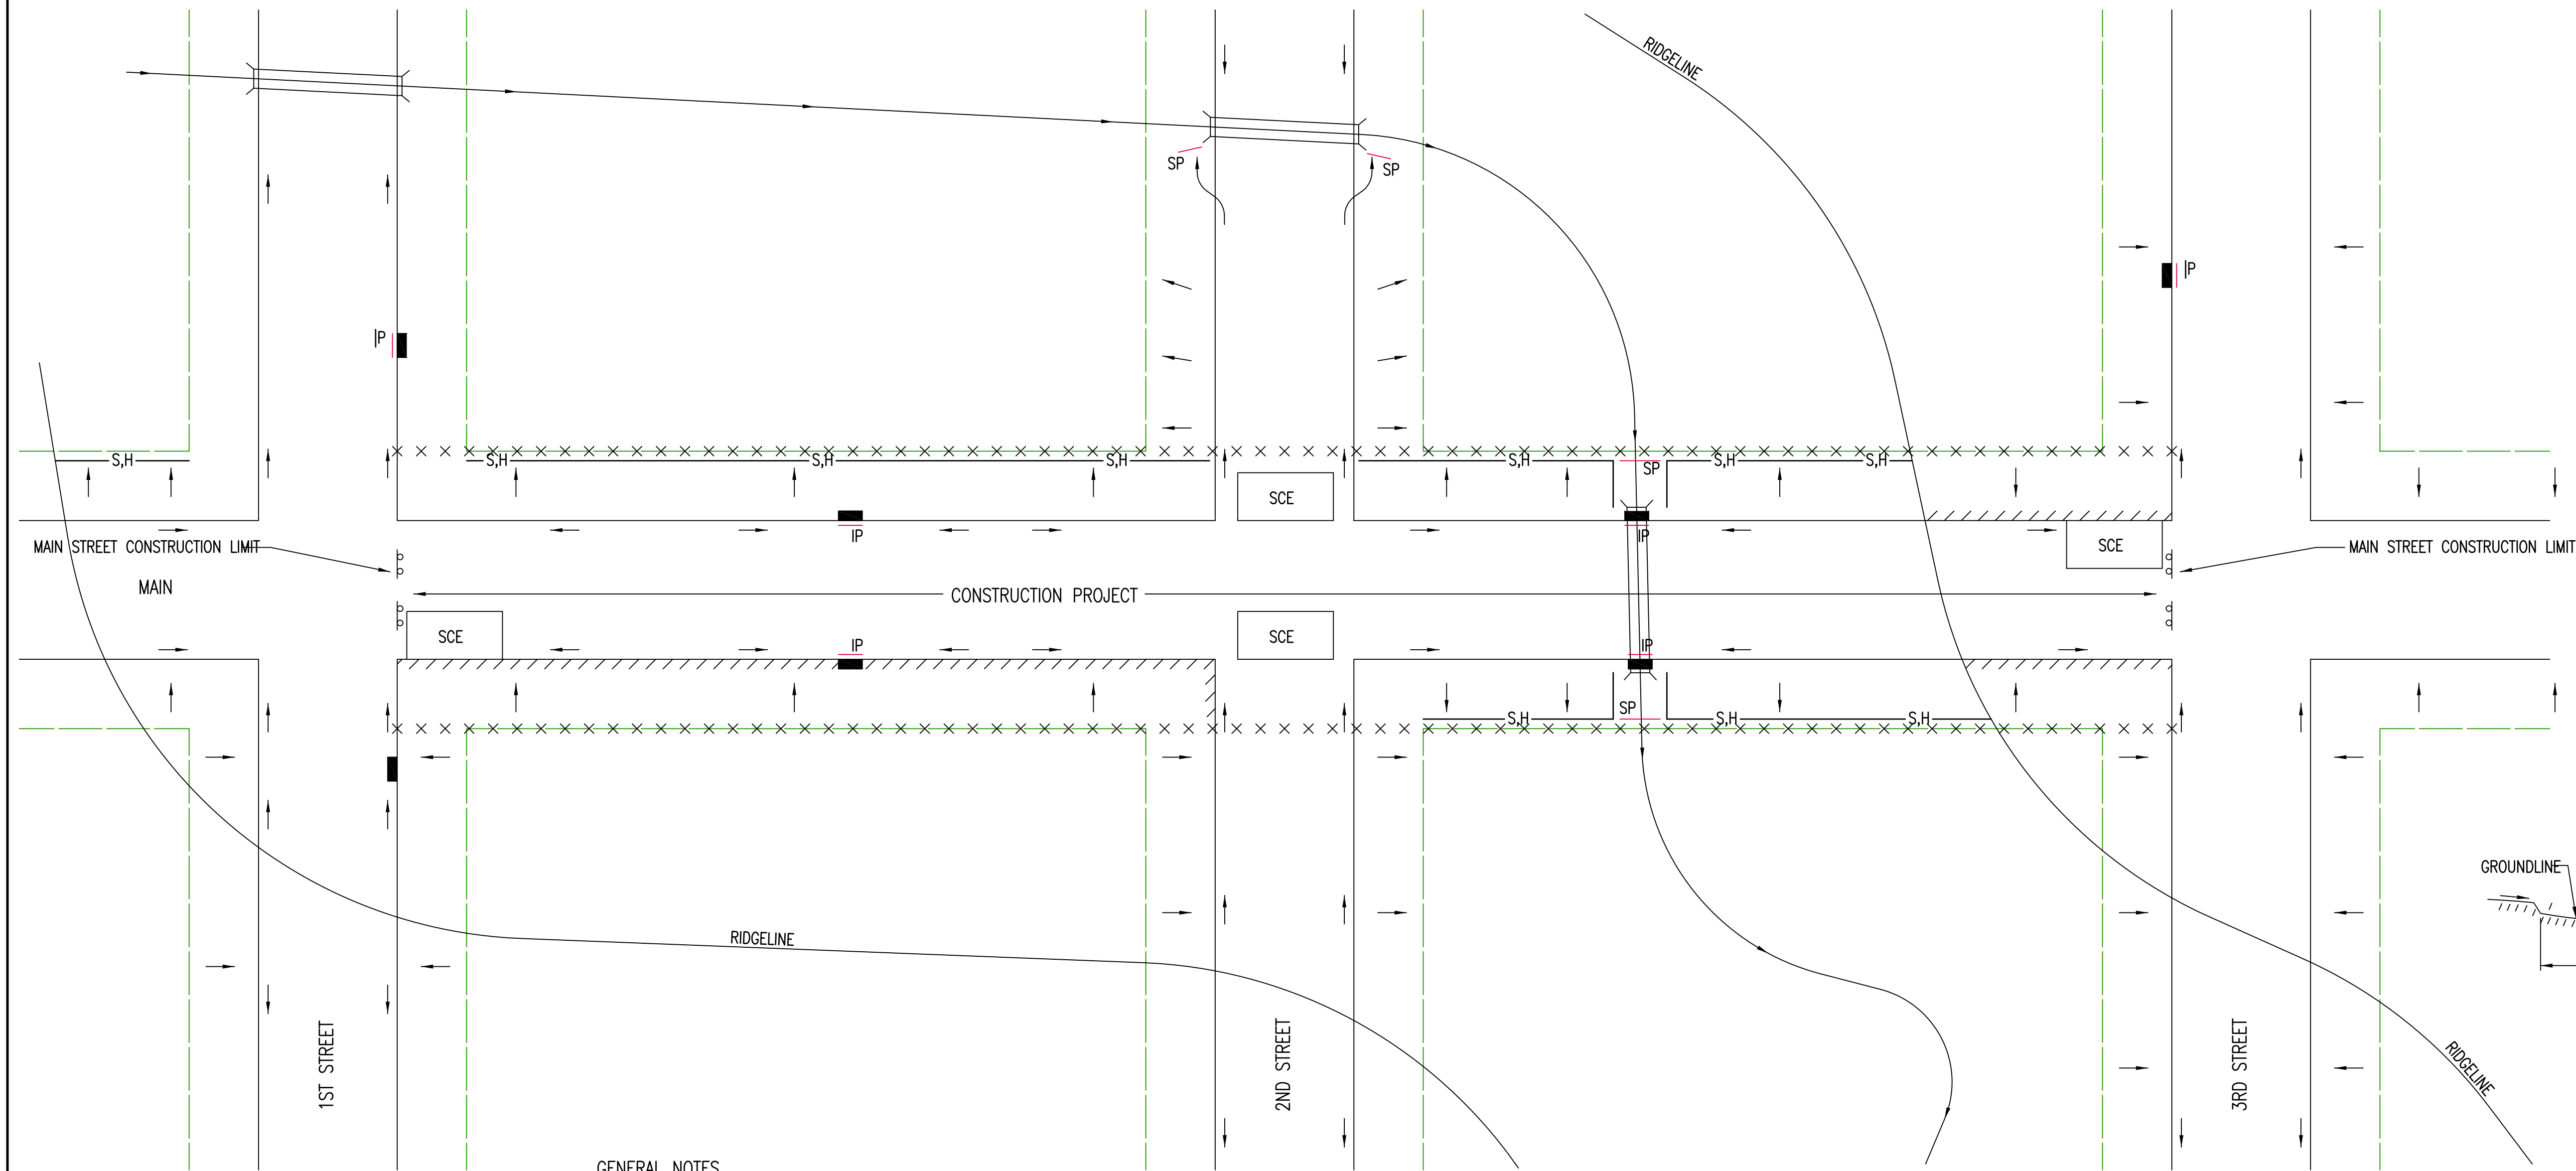 RIDGELINE
SP
SP
IP
IP
S,H
S,H
S,H
S,H
S,H
SP
S,H
S,H
SCE
IP
IP
MAIN STREET CONSTRUCTION LIMIT
SCE
MAIN STREET CONSTRUCTION LIMIT
MAIN
CONSTRUCTION PROJECT
SCE
SCE
IP
IP
SP
S,H
S,H
S,H
GROUNDLINE
RIDGELINE
1ST STREET
2ND STREET
3RD STREET
RIDGELINE
GENERAL NOTES